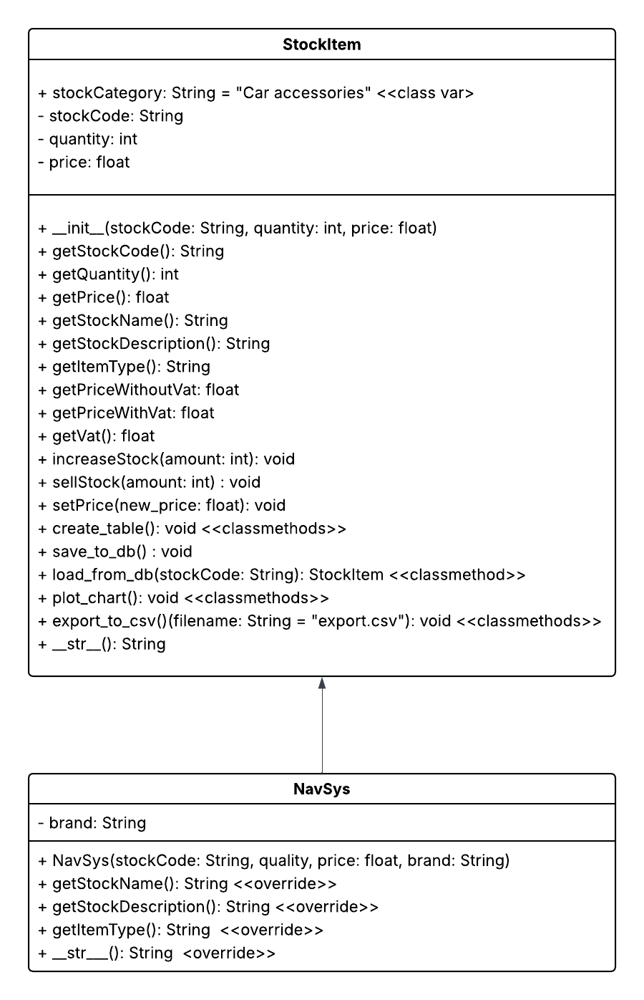 StockItem
+ stockCategory: String = "Car accessories" <<class var>
- stockCode: String
- quantity: int
- price: float
+ __init__(stockCode: String, quantity: int, price: float)
+ getStockCode(): String
+ getQuantity(): int
+ getPrice(): float
+ getStockName(): String
+ getStockDescription(): String
+ getItemType(): String
+ getPriceWithoutVat: float
+ getPriceWithVat: float
+ getVat(): float
+ increaseStock(amount: int): void
+ sellStock(amount: int) : void
+ setPrice(new_price: float): void
+ create_table(): void <<classmethods>>
+ save_to_db() : void
+ load_from_db(stockCode: String): StockItem <<classmethod>>
+ plot_chart(): void <<classmethods>>
+ export_to_csv()(filename: String = "export.csv"): void <<classmethods>>
+ __str__(): String
NavSys
- brand: String
+ NavSys(stockCode: String, quality, price: float, brand: String)
+ getStockName(): String <<override>>
+ getStockDescription(): String <<override>>
+ getItemType(): String  <<override>>
+ __str___(): String  <override>>